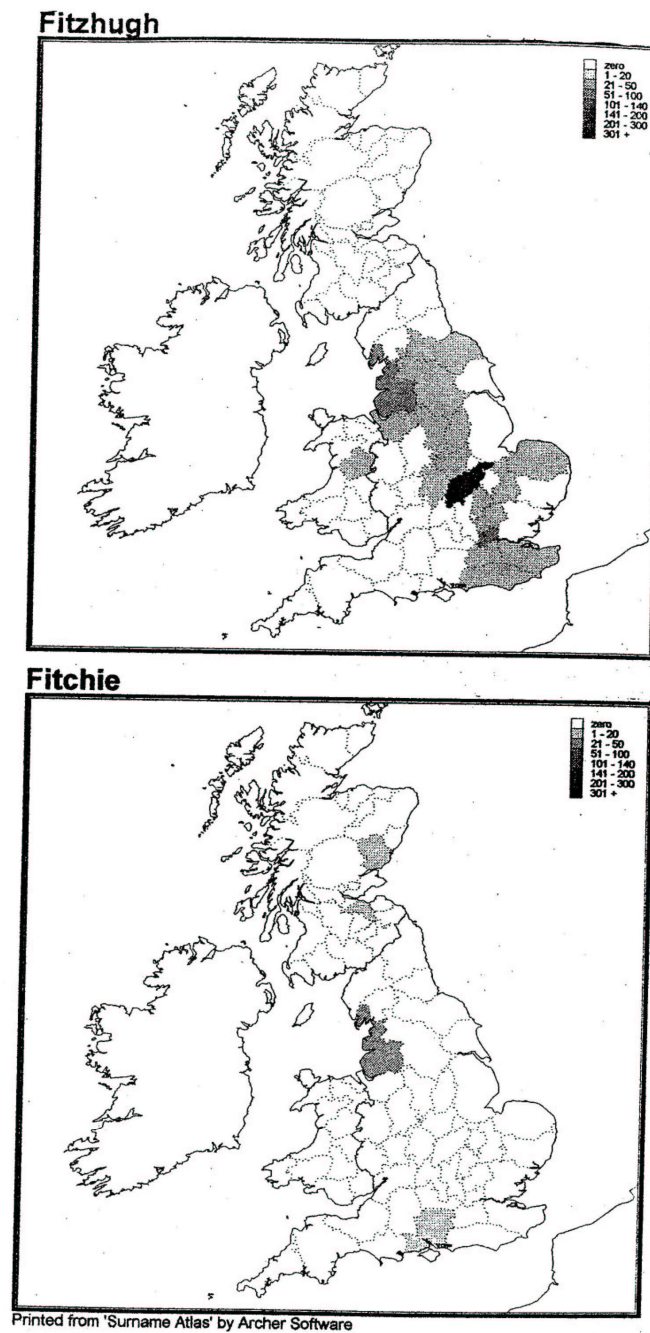 Fitzhugh
zero
1 - 20
21 - 50
51 - 100
101 - 140
141 - 200
201 - 300
301 +
Fitchie
zero
1 - 20
21 - 50
51 - 100
101 - 140
141 - 200
201 - 300
301 +
Printed from 'Surname Atlas' by Archer Software